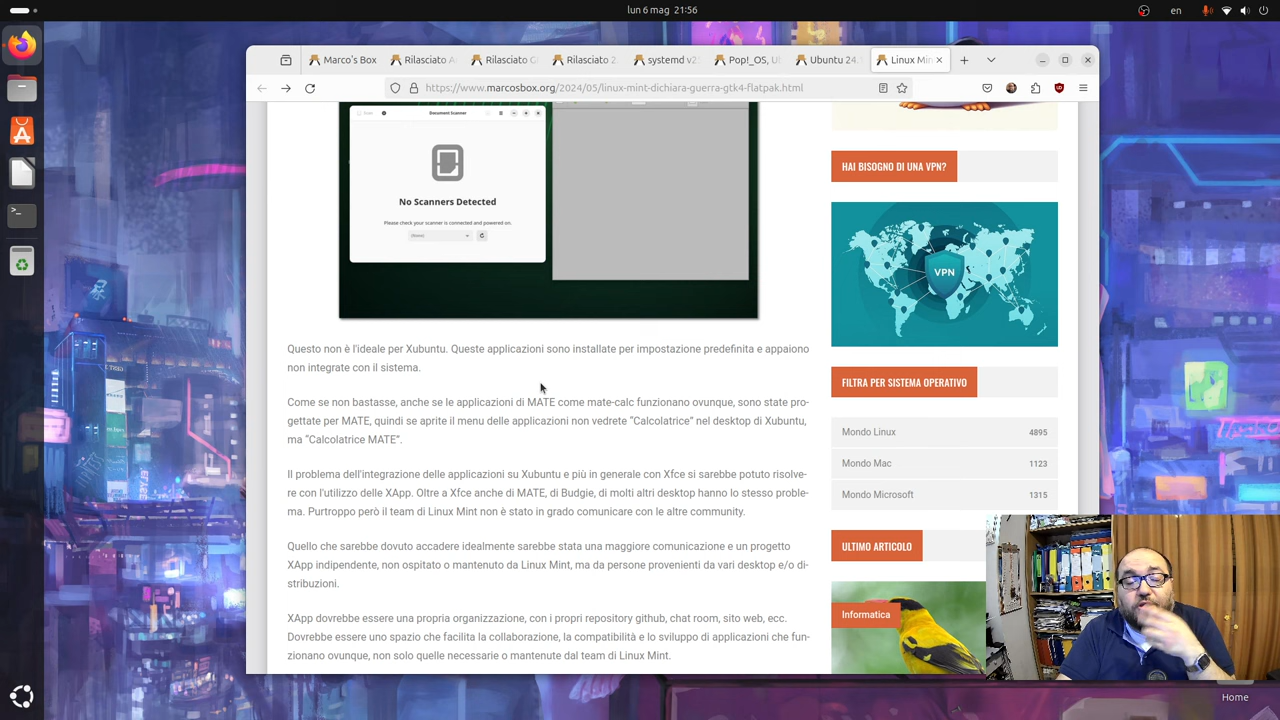 lun 6 mag 21:56
Marco's Box
Rilasciato
Rilasciato
Rilasciato 2
systemd v2
Pop!_OS,
Ubuntu 24.
Linux Min
https://www.marcosbox.org/2024/05/linux-mint-dichiara-guerra-gtk4-flatpak.html
Document Scanner
No Scanners Detected
Please check your scanner is connected and powered on.
Questo non è l'ideale per Xubuntu. Queste applicazioni sono installate per impostazione predefinita e appaiono
non integrate con il sistema.
Come se non bastasse, anche se le applicazioni di MATE come mate-calc funzionano ovunque, sono state pro-
gettate per MATE, quindi se aprite il menu delle applicazioni non vedrete “Calcolatrice” nel desktop di Xubuntu,
ma “Calcolatrice MATE”.
Il problema dell'integrazione delle applicazioni su Xubuntu e più in generale con Xfce si sarebbe potuto risolve-
re con l'utilizzo delle XApp. Oltre a Xfce anche di MATE, di Budgie, di molti altri desktop hanno lo stesso proble-
ma. Purtroppo però il team di Linux Mint non è stato in grado comunicare con le altre community.
Quello che sarebbe dovuto accadere idealmente sarebbe stata una maggiore comunicazione e un progetto
XApp indipendente, non ospitato o mantenuto da Linux Mint, ma da persone provenienti da vari desktop e/o di-
stribuzioni.
XApp dovrebbe essere una propria organizzazione, con i propri repository github, chat room, sito web, ecc.
Dovrebbe essere uno spazio che facilita la collaborazione, la compatibilità e lo sviluppo di applicazioni che fun-
zionano ovunque, non solo quelle necessarie o mantenute dal team di Linux Mint.
HAI BISOGNO DI UNA VPN?
VPN
FILTRA PER SISTEMA OPERATIVO
Mondo Linux 4895
Mondo Mac 1123
Mondo Microsoft 1315
ULTIMO ARTICOLO
Informatica
Home